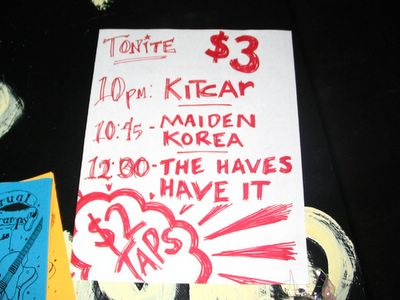 TONiTE $3
10PM: KiTCAr
10:45 - MAIDEN
KOREA
12:00 - THE HAVES
HAVE IT
$2
TAPS